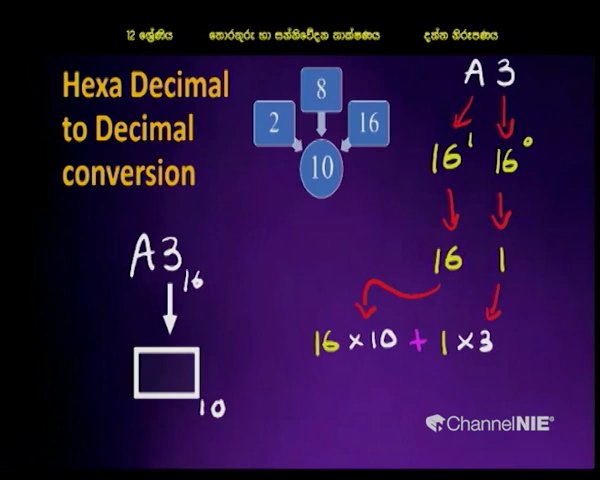 12 ශ්‍රේණිය තොරතුරු හා සන්නිවේදන තාක්ෂණය දත්ත නිරූපණය
Hexa Decimal
to Decimal
conversion
8
2 16
10
A 3
16¹ 16⁰
16 1
16 × 10 + 1 × 3
A3₁₆
10
ChannelNIE®